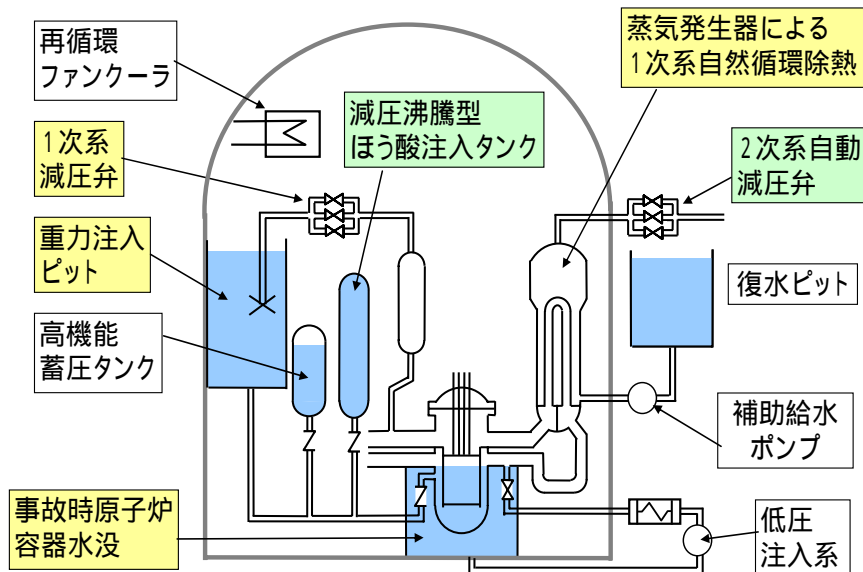 再循環
ファンクーラ
蒸気発生器による
1次系自然循環除熱
減圧沸騰型
ほう酸注入タンク
1次系
減圧弁
2次系自動
減圧弁
重力注入
ピット
復水ピット
高機能
蓄圧タンク
補助給水
ポンプ
事故時原子炉
容器水没
低圧
注入系